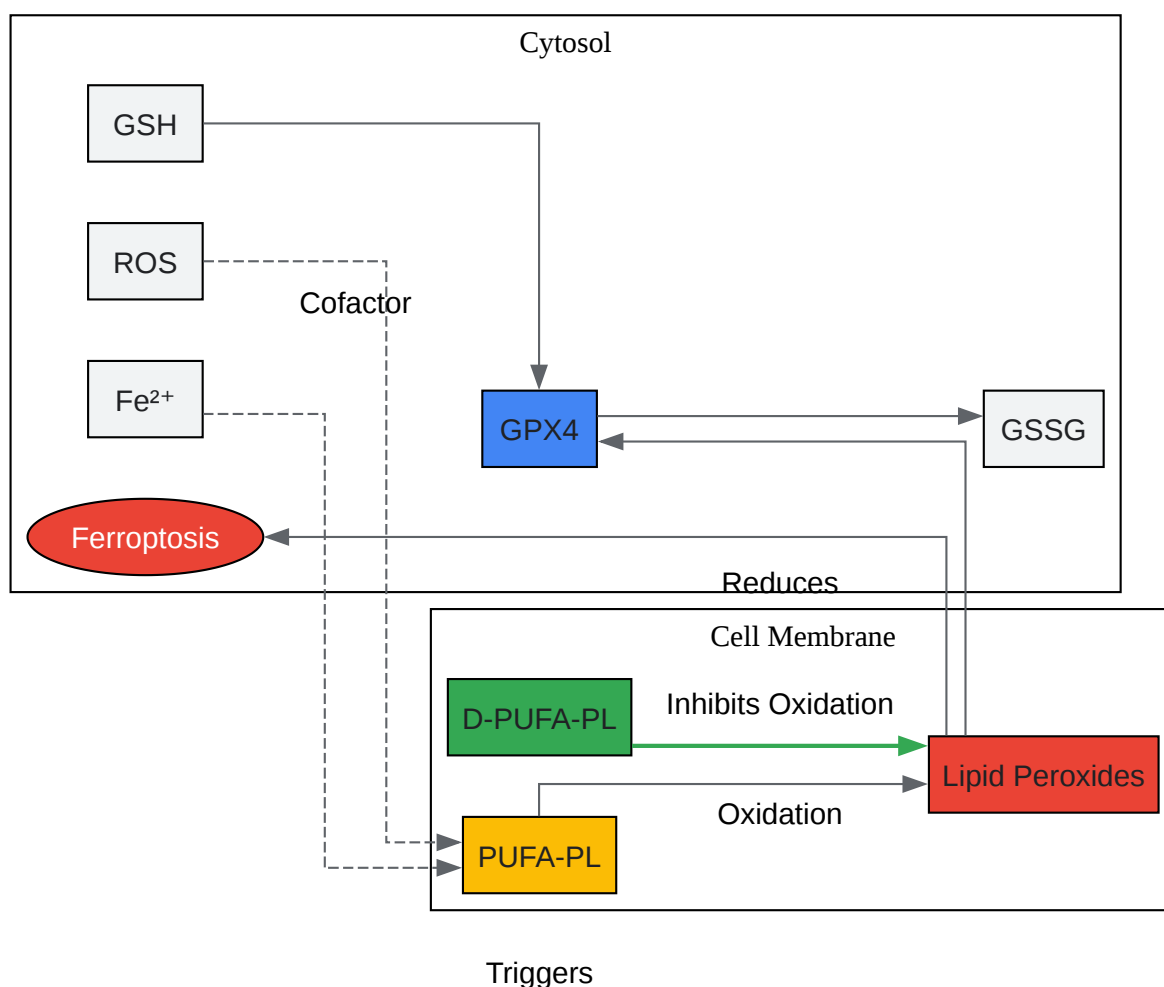 Cytosol
GSH
ROS
Cofactor
Fe²⁺
GPX4
GSSG
Ferroptosis
Reduces
Cell Membrane
D-PUFA-PL
Inhibits Oxidation
Lipid Peroxides
Oxidation
PUFA-PL
Triggers